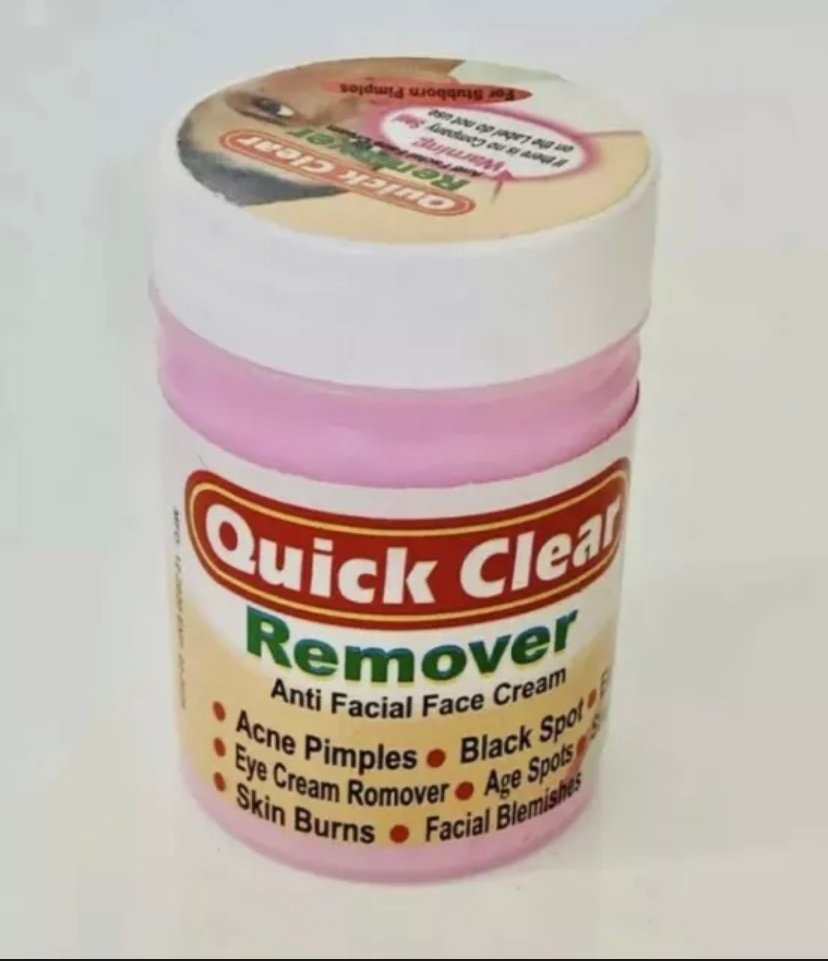 For Stubborn Pimples
If there is no Company Seal
on the Label do not use
Warning
Quick Clear
Remover
Quick Clear
Quick Clear
Remover
Anti Facial Face Cream
• Acne Pimples • Black Spot •
• Eye Cream Romover • Age Spots •
• Skin Burns • Facial Blemishes